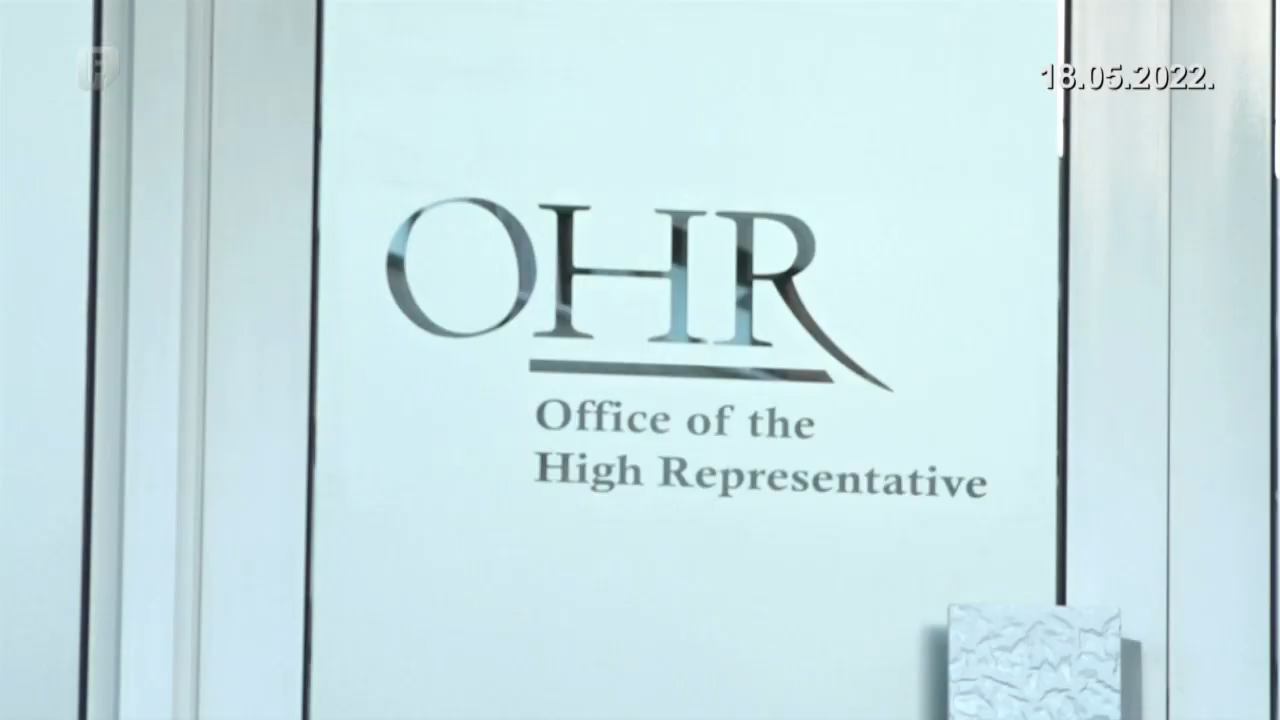 18.05.2022.
OHR
Office of the
High Representative